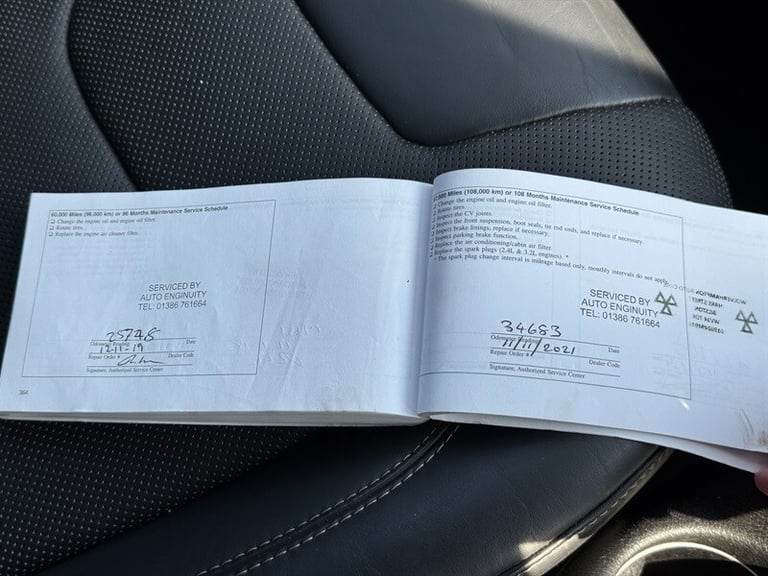 60,000 Miles (96,000 km) or 96 Months Maintenance Service Schedule
❑ Change the engine oil and engine oil filter.
❑ Rotate tires.
❑ Replace the engine air cleaner filter.
SERVICED BY
AUTO ENGINUITY
TEL: 01386 761664
Odometer Reading
Date
12-11-19
Repair Order #
Dealer Code
Signature, Authorized Service Center
364
Miles (108,000 km) or 108 Months Maintenance Service Schedule
Change the engine oil and engine oil filter.
Rotate tires.
Inspect the CV joints.
Inspect the front suspension, boot seals, tie rod ends, and replace if necessary.
Inspect brake linings, replace if necessary.
Inspect parking brake function.
❑ Replace the air conditioning/cabin air filter.
❑ Replace the spark plugs (2.4L & 3.2L engines). *
* The spark plug change interval is mileage based only, monthly intervals do not apply.
SERVICED BY
AUTO ENGINUITY
TEL: 01386 761664
34683
Odometer Reading
Date
11/11/2021
Repair Order #
Dealer Code
Signature, Authorized Service Center